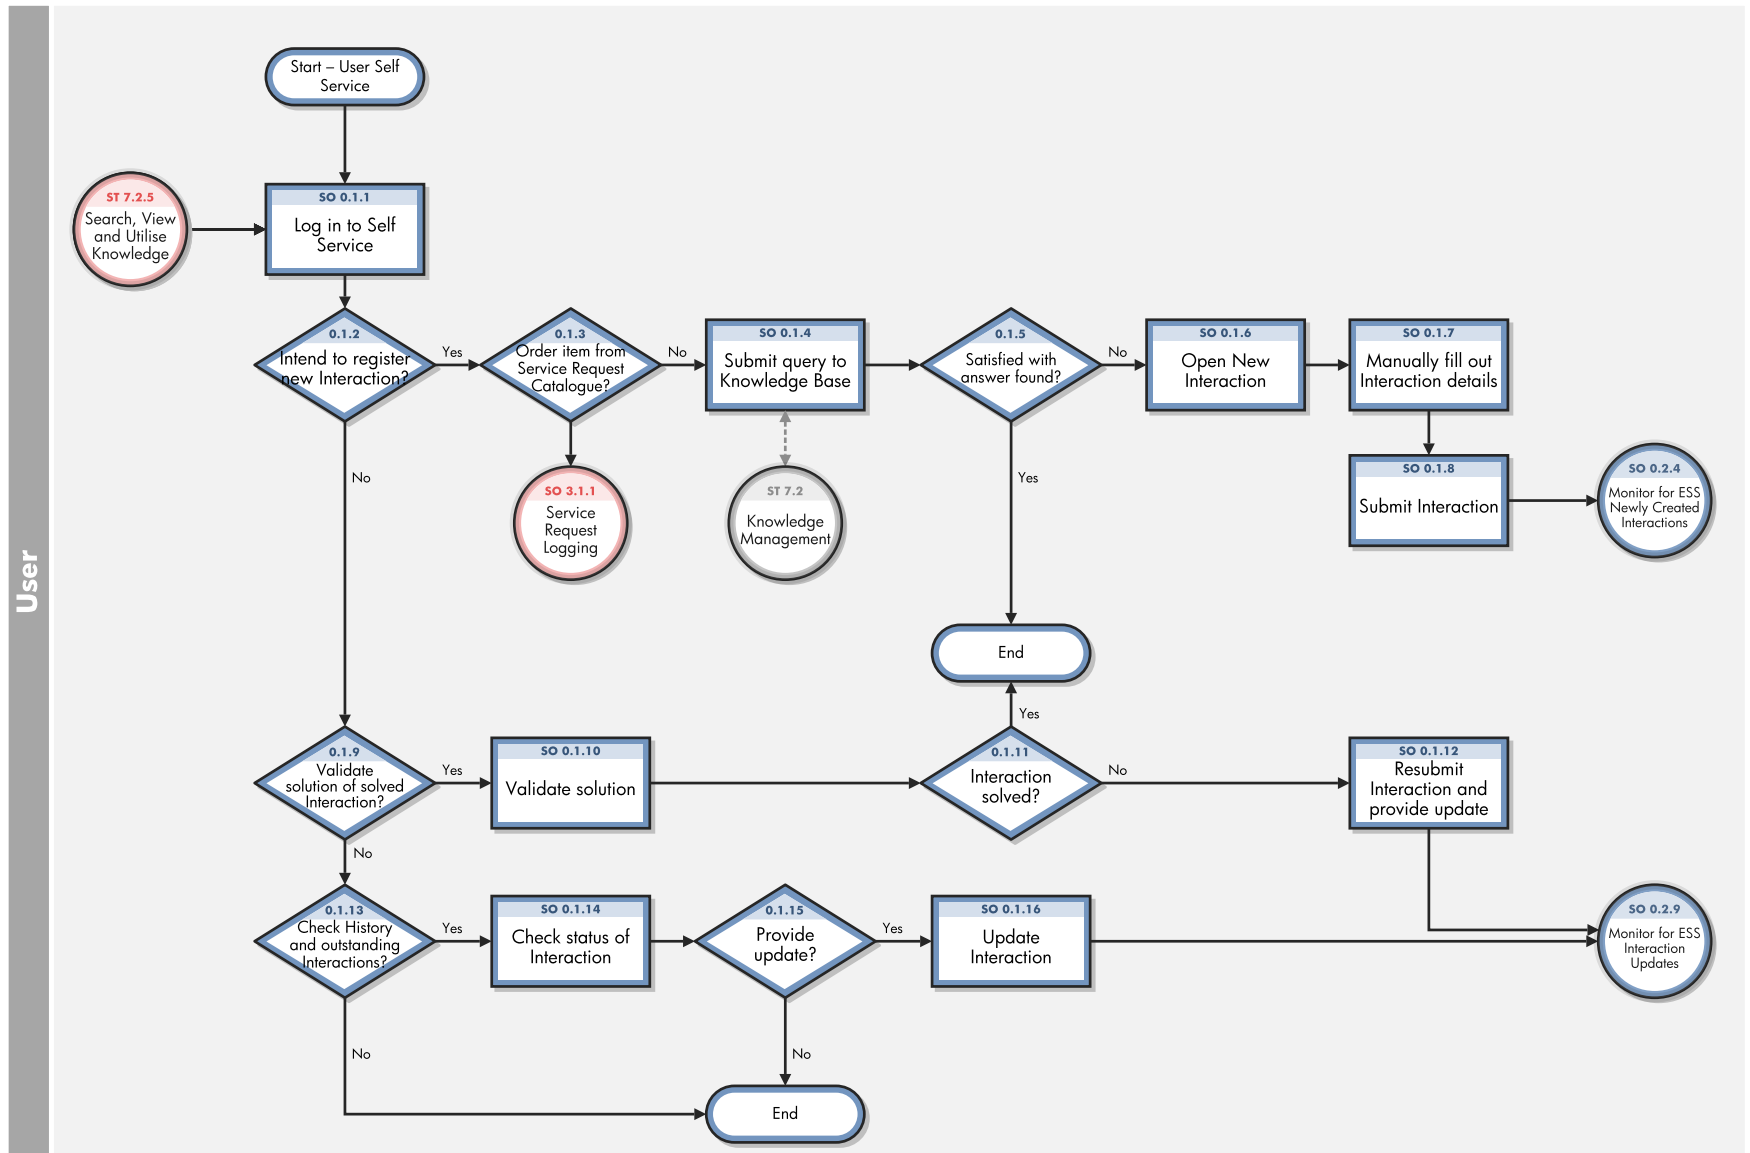 User
Start – User Self
Service
ST 7.2.5
Search, View
and Utilise
Knowledge
SO 0.1.1
Log in to Self
Service
0.1.2
Intend to register
new Interaction?
Yes
No
0.1.3
Order item from
Service Request
Catalogue?
No
SO 3.1.1
Service
Request
Logging
SO 0.1.4
Submit query to
Knowledge Base
ST 7.2
Knowledge
Management
0.1.5
Satisfied with
answer found?
No
Yes
SO 0.1.6
Open New
Interaction
SO 0.1.7
Manually fill out
Interaction details
SO 0.1.8
Submit Interaction
SO 0.2.4
Monitor for ESS
Newly Created
Interactions
End
Yes
0.1.9
Validate
solution of solved
Interaction?
Yes
No
SO 0.1.10
Validate solution
0.1.11
Interaction
solved?
No
SO 0.1.12
Resubmit
Interaction and
provide update
0.1.13
Check History
and outstanding
Interactions?
Yes
No
SO 0.1.14
Check status of
Interaction
0.1.15
Provide
update?
Yes
No
SO 0.1.16
Update
Interaction
SO 0.2.9
Monitor for ESS
Interaction
Updates
End